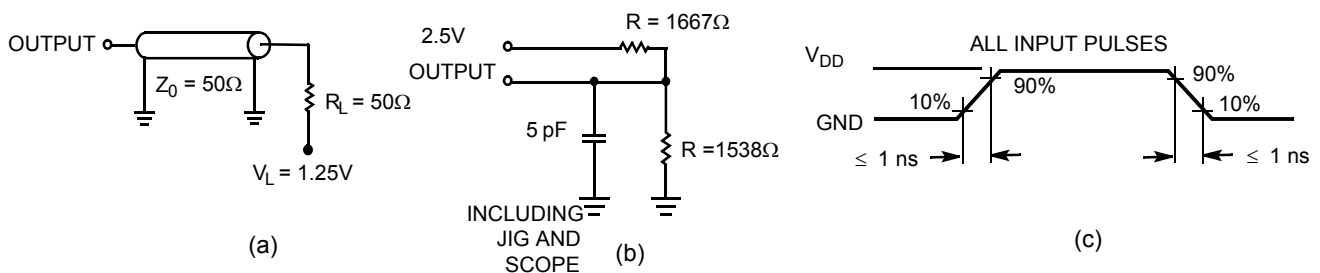 OUTPUT
Z0 = 50Ω
RL = 50Ω
VL = 1.25V
(a)
R = 1667Ω
2.5V
OUTPUT
5 pF
R =1538Ω
INCLUDING
JIG AND
SCOPE
(b)
ALL INPUT PULSES
VDD
90%
90%
10%
10%
GND
≤ 1 ns
≤ 1 ns
(c)